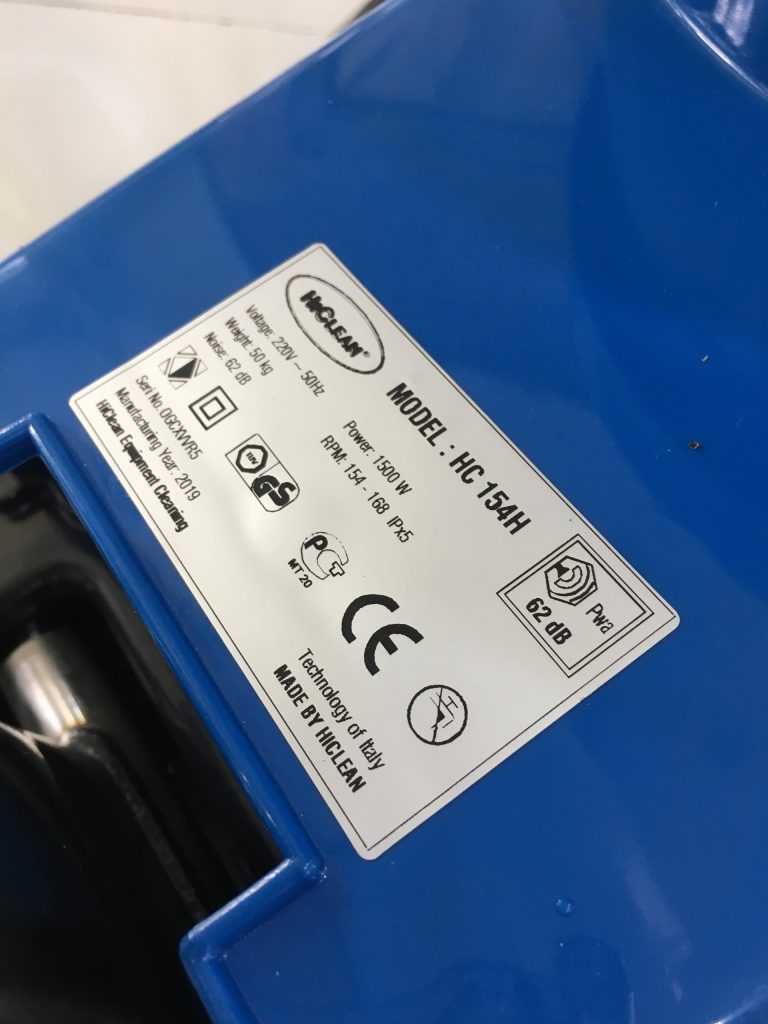 HiCLEAN®
MODEL : HC 154H
Voltage: 220V ~ 50Hz
Power: 1500 W
Weight: 50 kg
RPM: 154 - 168 IPx5
Noise: 62 dB
GS
PCT
MT 20
CE
Pwa
62 dB
Seri No. OGCXVVR5
Manufacturing Year: 2019
Technology of Italy
HiClean Equipment Cleaning
MADE BY HICLEAN